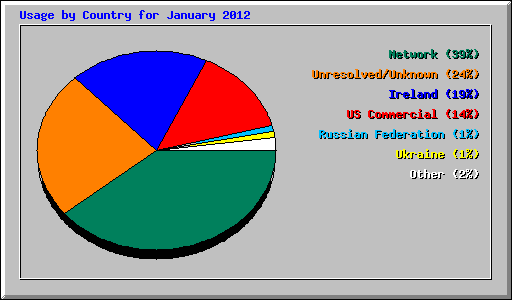 Usage by Country for January 2012
Network (39%)
Unresolved/Unknown (24%)
Ireland (19%)
US Commercial (14%)
Russian Federation (1%)
Ukraine (1%)
Other (2%)